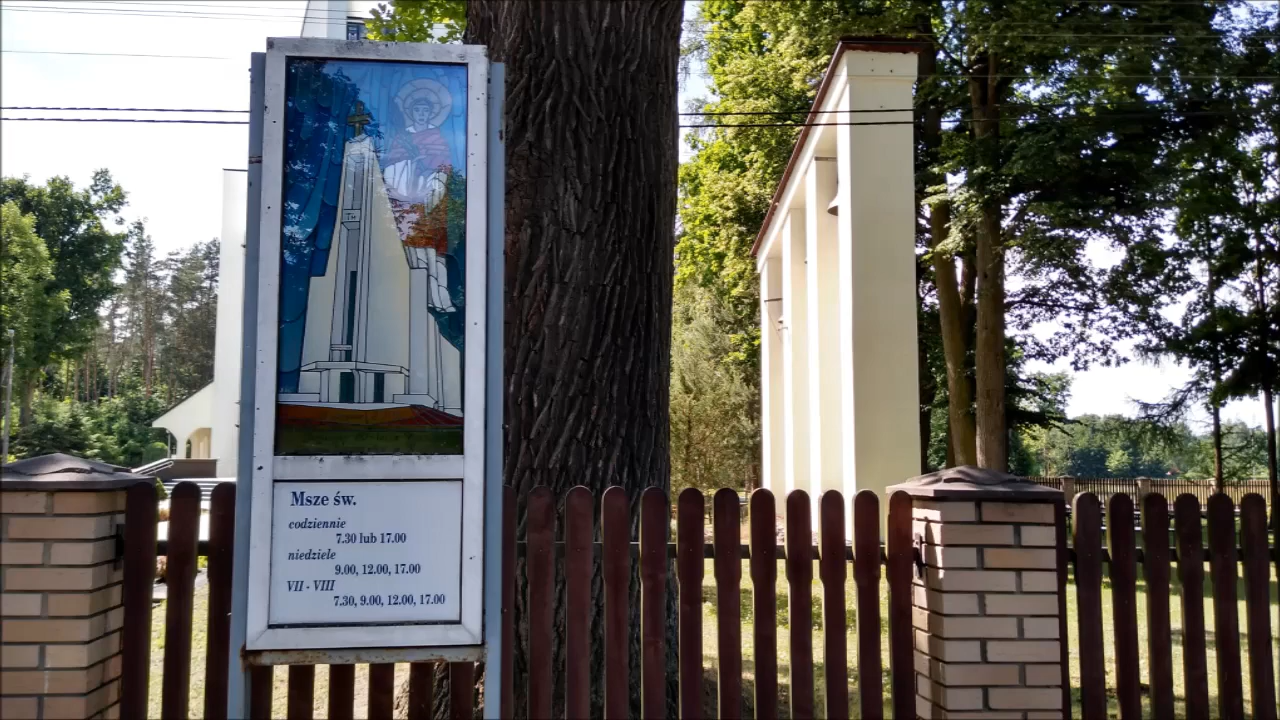 Msze św.
codziennie
7.30 lub 17.00
niedziele
9.00, 12.00, 17.00
VII - VIII
7.30, 9.00, 12.00, 17.00